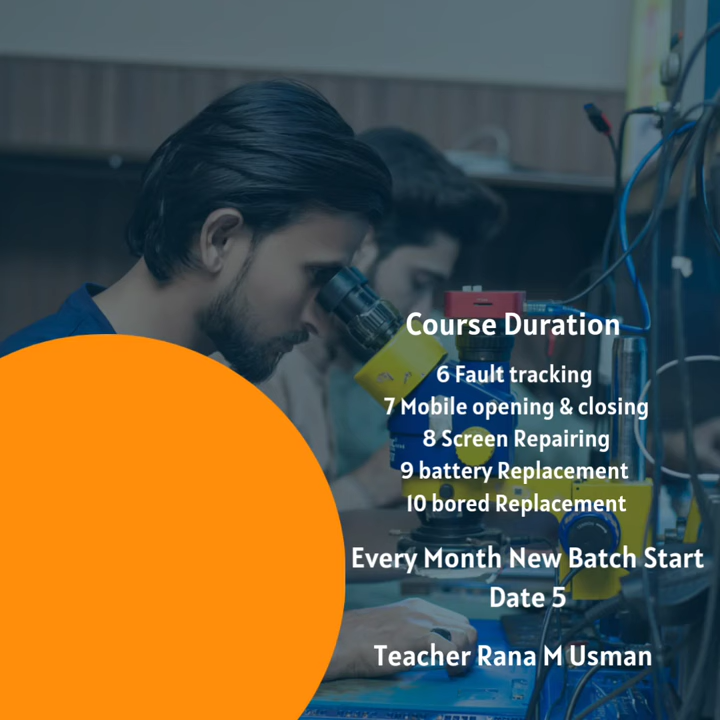 Course Duration
6 Fault tracking
7 Mobile opening & closing
8 Screen Repairing
9 battery Replacement
10 bored Replacement
Every Month New Batch Start
Date 5
Teacher Rana M Usman